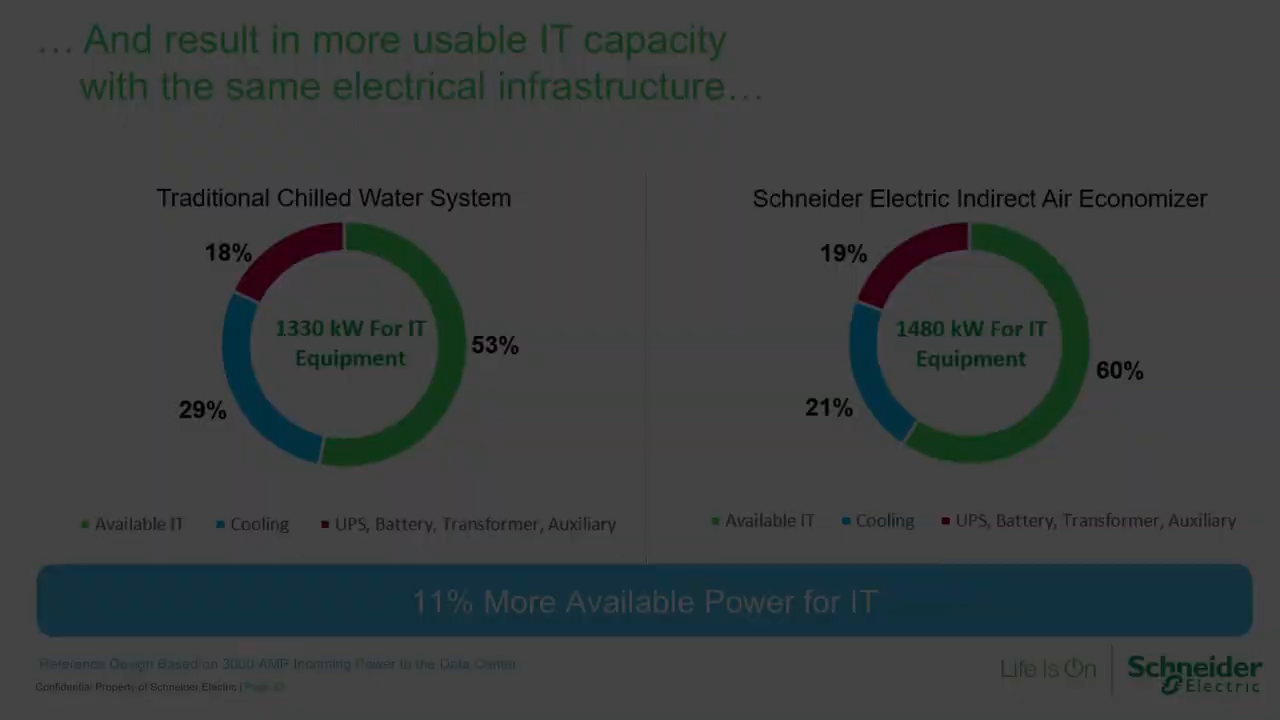 … And result in more usable IT capacity
with the same electrical infrastructure…
Traditional Chilled Water System
18%
1330 kW For IT
Equipment
53%
29%
Available IT Cooling UPS, Battery, Transformer, Auxiliary
Schneider Electric Indirect Air Economizer
19%
1480 kW For IT
Equipment
60%
21%
Available IT Cooling UPS, Battery, Transformer, Auxiliary
11% More Available Power for IT
Reference Design Based on 3000 AMP Incoming Power to the Data Center
Confidential Property of Schneider Electric | Page
Life Is On
Schneider
Electric